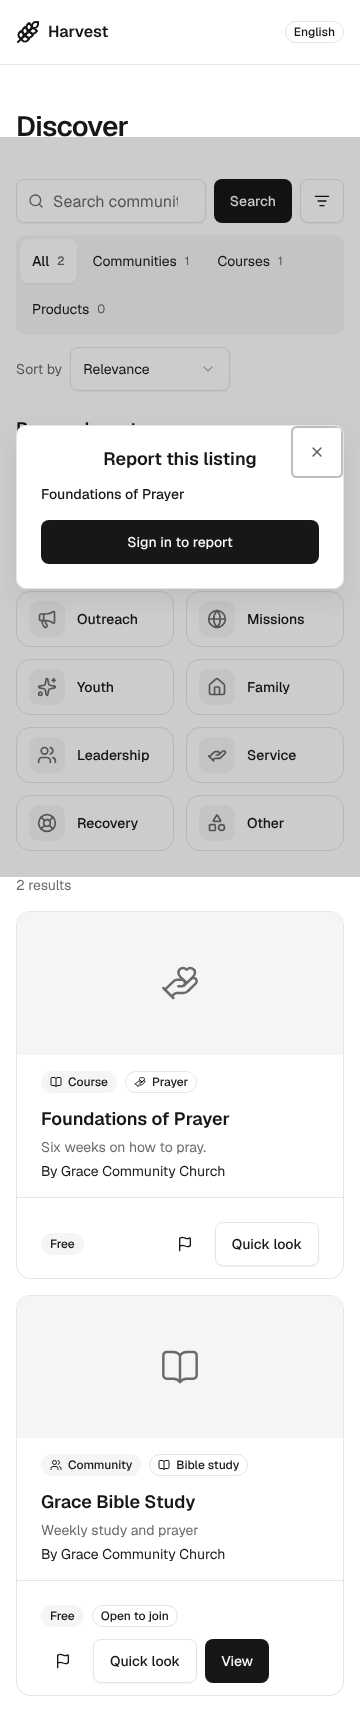 Harvest
English
Discover
Search
Search
All 2
Communities 1
Courses 1
Products 0
Sort by
Relevance
Report this listing
Foundations of Prayer
Sign in to report
Outreach
Missions
Youth
Family
Leadership
Service
Recovery
Other
2 results
Course
Prayer
Foundations of Prayer
Six weeks on how to pray.
By Grace Community Church
Free
Quick look
Community
Bible study
Grace Bible Study
Weekly study and prayer
By Grace Community Church
Free
Open to join
Quick look
View